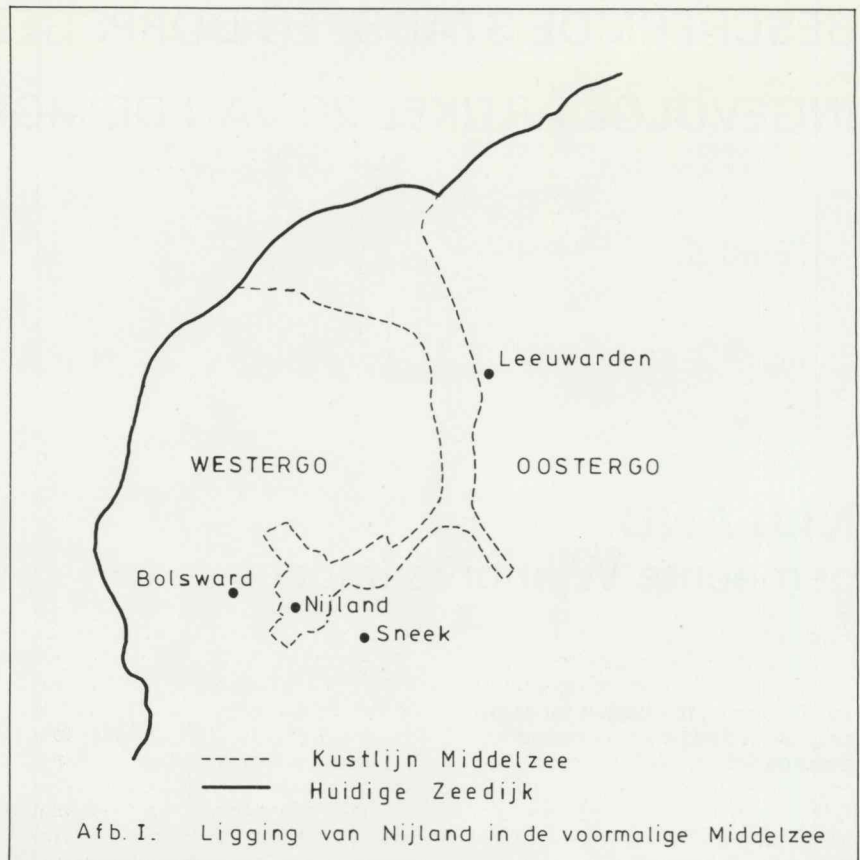 Leeuwarden
WESTERGO
OOSTERGO
Bolsward
Nijland
Sneek
Kustlijn Middelzee
Huidige Zeedijk
Afb. I. Ligging van Nijland in de voormalige Middelzee